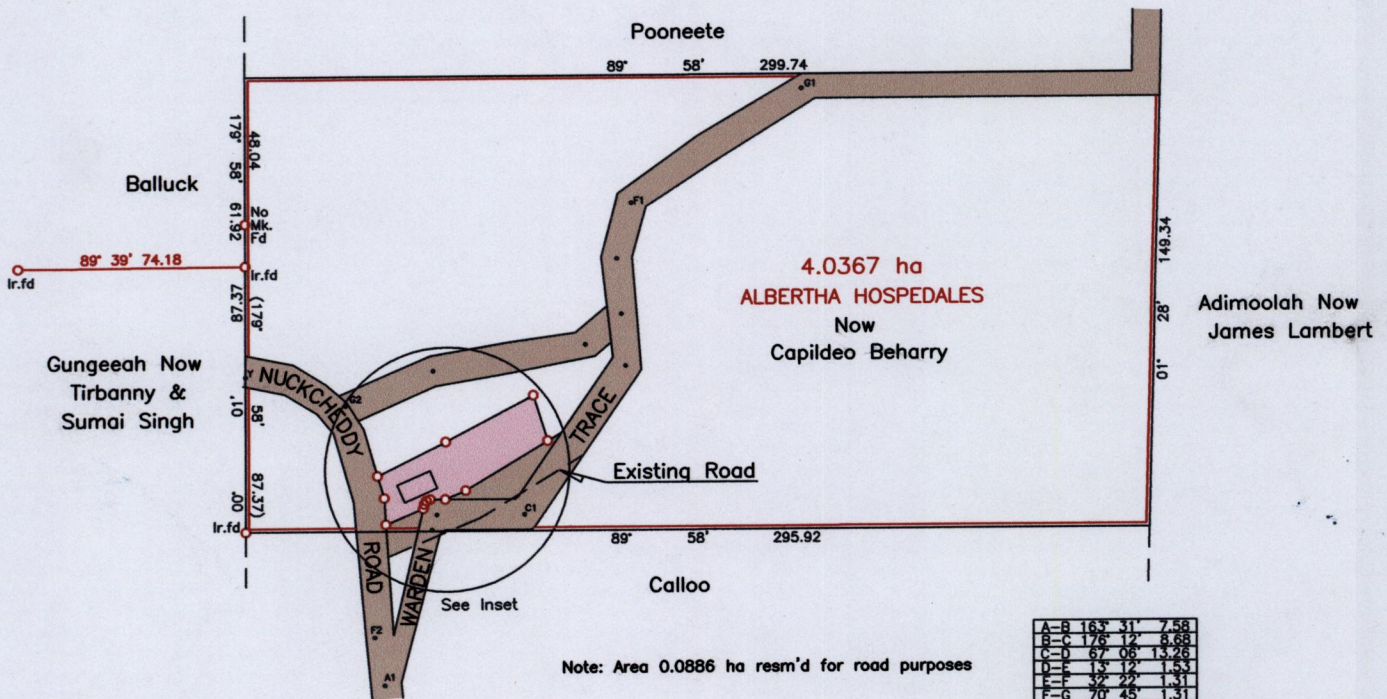 Pooneete
89° 58' 299.74
G1
179° 58' 61.92
48.04
Balluck
No
Mk.
Fd
F1
89° 39' 74.18
Ir.fd
Ir.fd
4.0367 ha
ALBERTHA HOSPEDALES
Now
Capildeo Beharry
01° 28' 149.34
Adimoolah Now
James Lambert
87.37
(179° 58' 87.37)
Gungeeah Now
Tirbanny &
Sumai Singh
Y
NUCKCHEDDY
ROAD
G2
TRACE
WARDEN
Existing Road
C1
00 10'
Ir.fd
89° 58' 295.92
Calloo
See Inset
F2
A1
Note: Area 0.0886 ha resm'd for road purposes
A-B 163° 31' 7.58
B-C 176° 12' 8.68
C-D 67° 06' 13.26
D-E 13° 12' 1.53
E-F 32° 22' 1.31
F-G 70° 45' 1.31